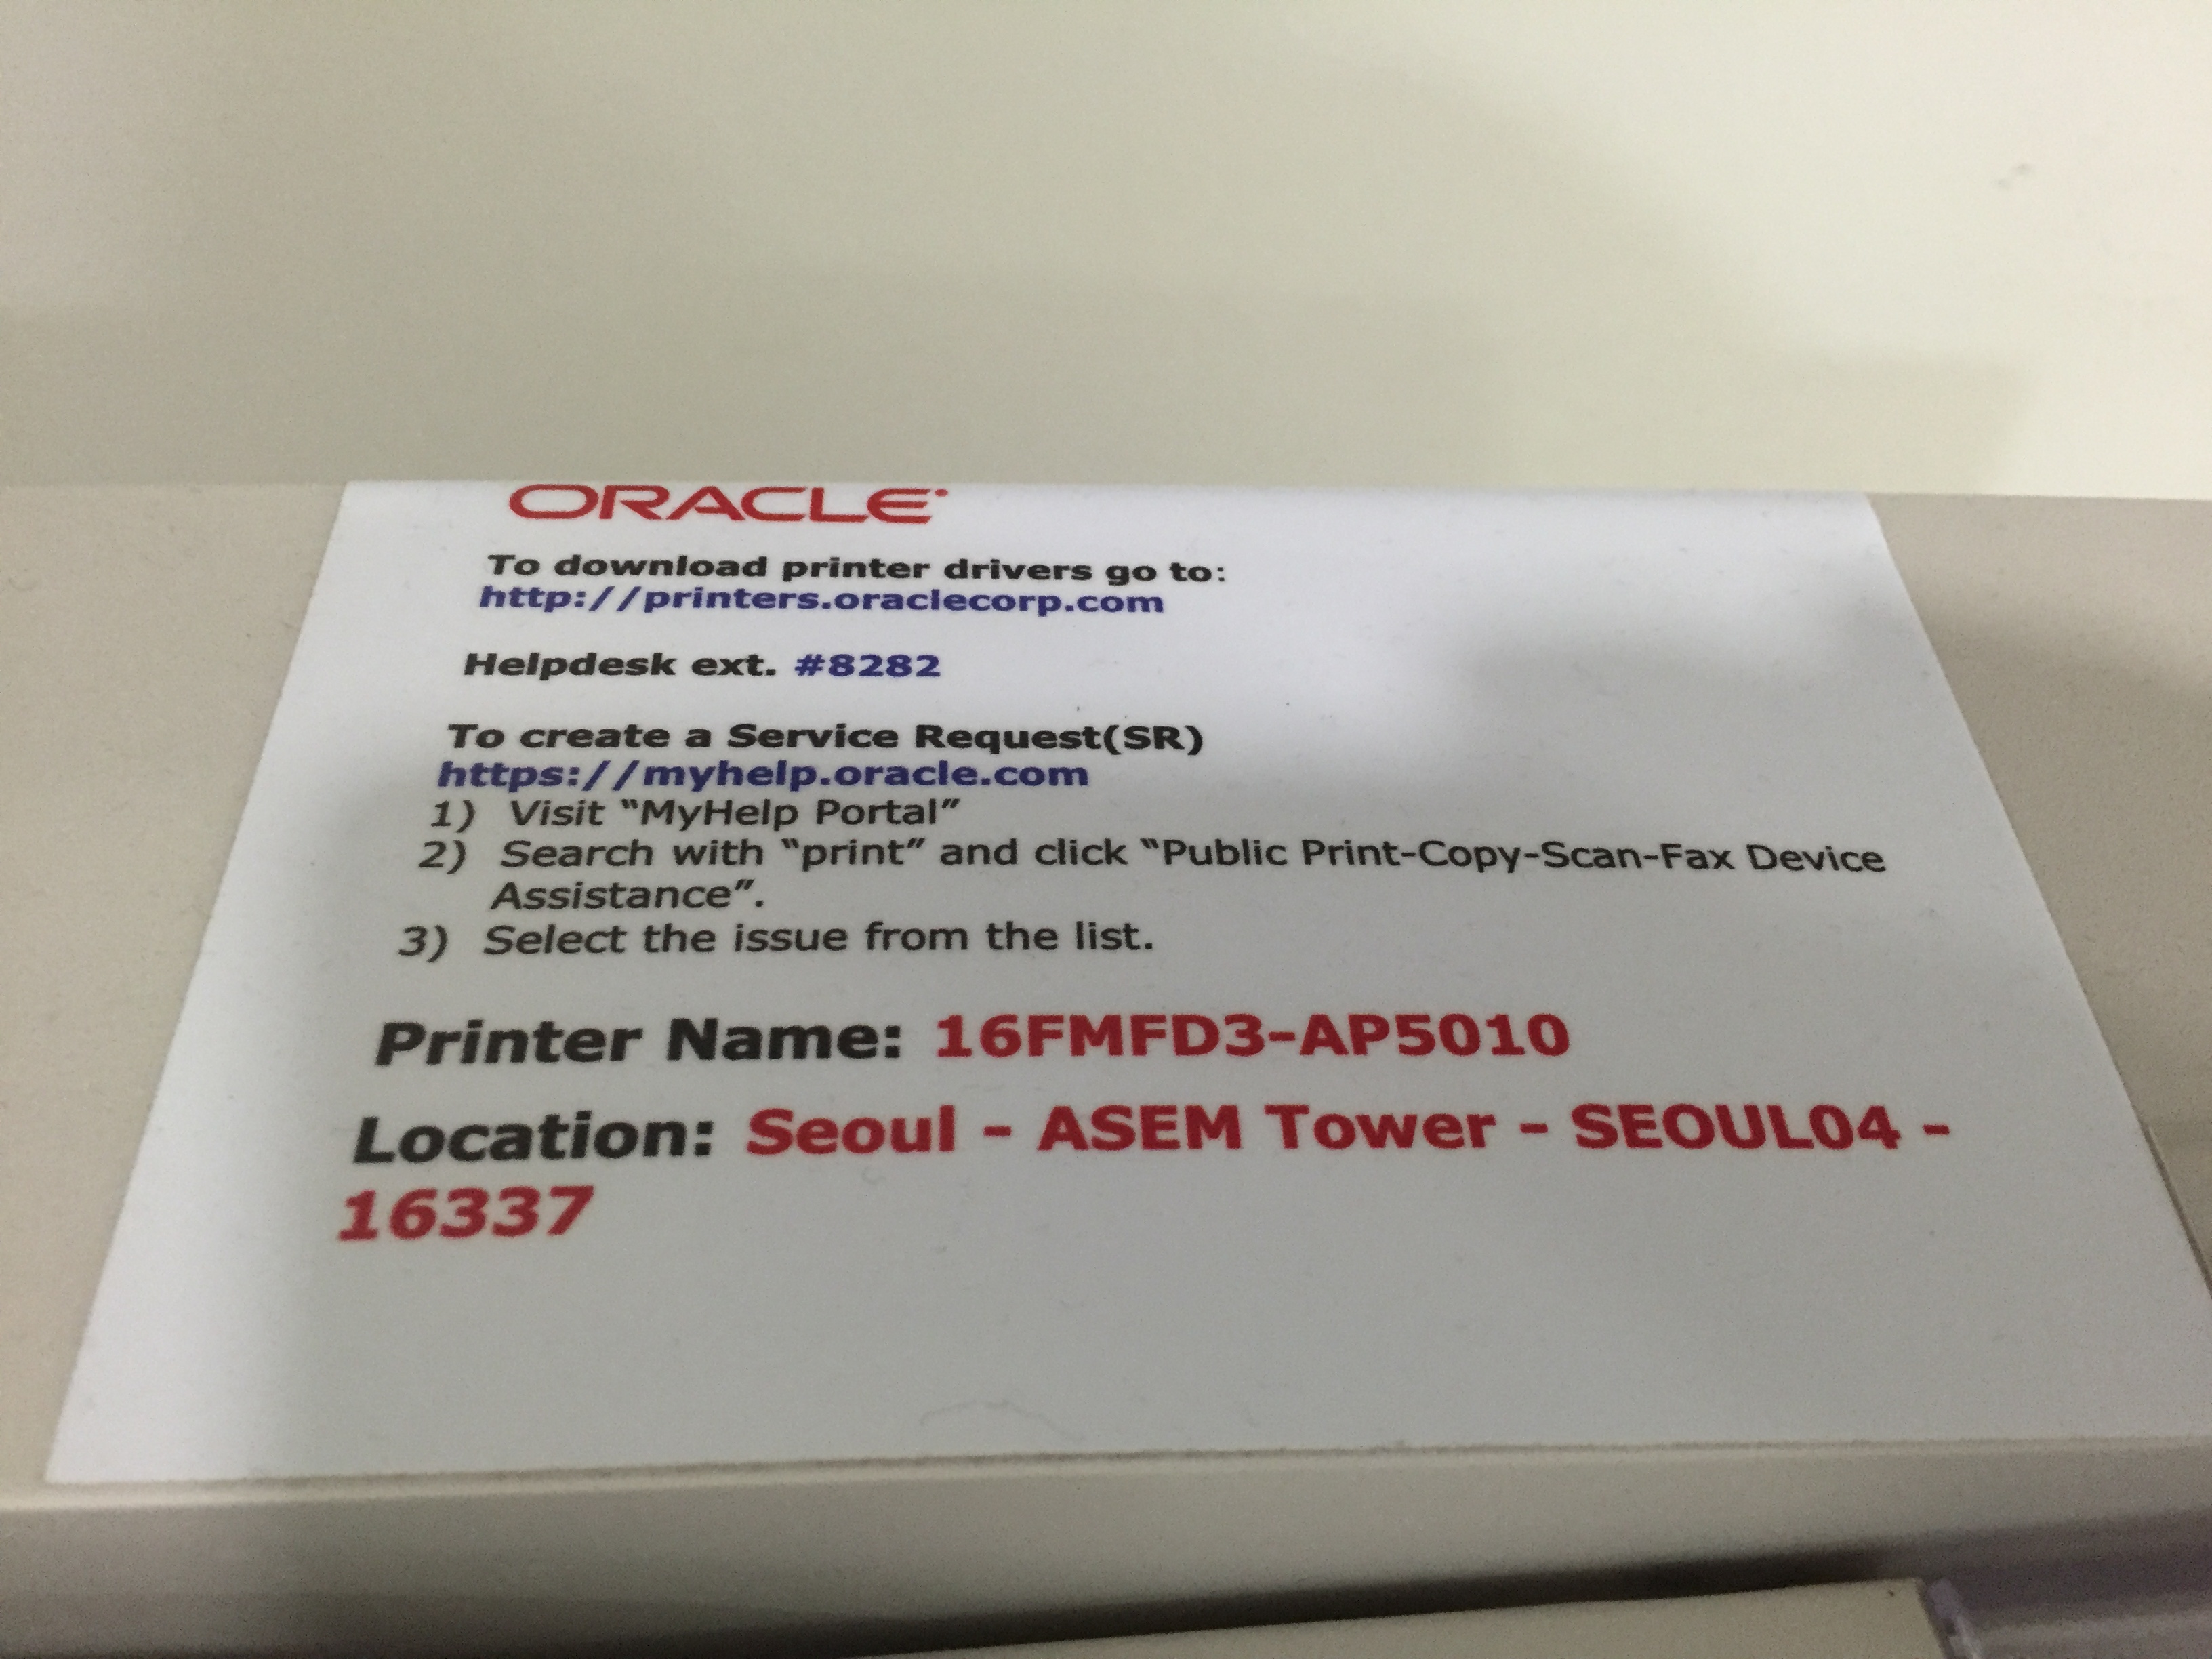 ORACLE
To download printer drivers go to:
http://printers.oraclecorp.com
Helpdesk ext. #8282
To create a Service Request(SR)
https://myhelp.oracle.com
1) Visit “MyHelp Portal”
2) Search with “print” and click “Public Print-Copy-Scan-Fax Device
Assistance”.
3) Select the issue from the list.
Printer Name: 16FMFD3-AP5010
Location: Seoul - ASEM Tower - SEOUL04 -
16337